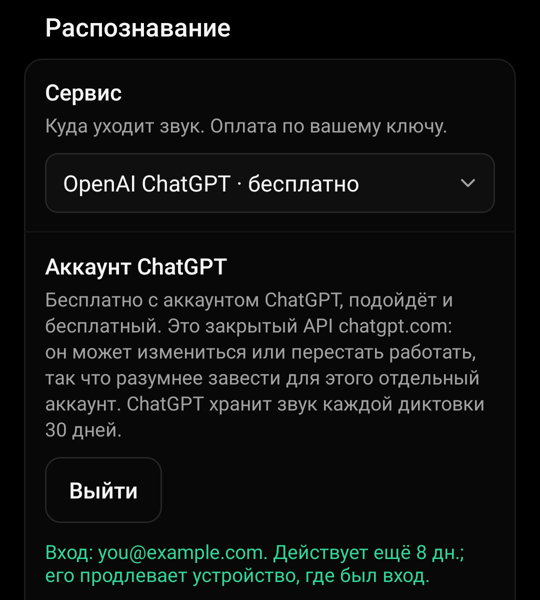 Распознавание
Сервис
Куда уходит звук. Оплата по вашему ключу.
OpenAI ChatGPT · бесплатно
Аккаунт ChatGPT
Бесплатно с аккаунтом ChatGPT, подойдёт и
бесплатный. Это закрытый API chatgpt.com:
он может измениться или перестать работать,
так что разумнее завести для этого отдельный
аккаунт. ChatGPT хранит звук каждой диктовки
30 дней.
Выйти
Вход: you@example.com. Действует ещё 8 дн.;
его продлевает устройство, где был вход.